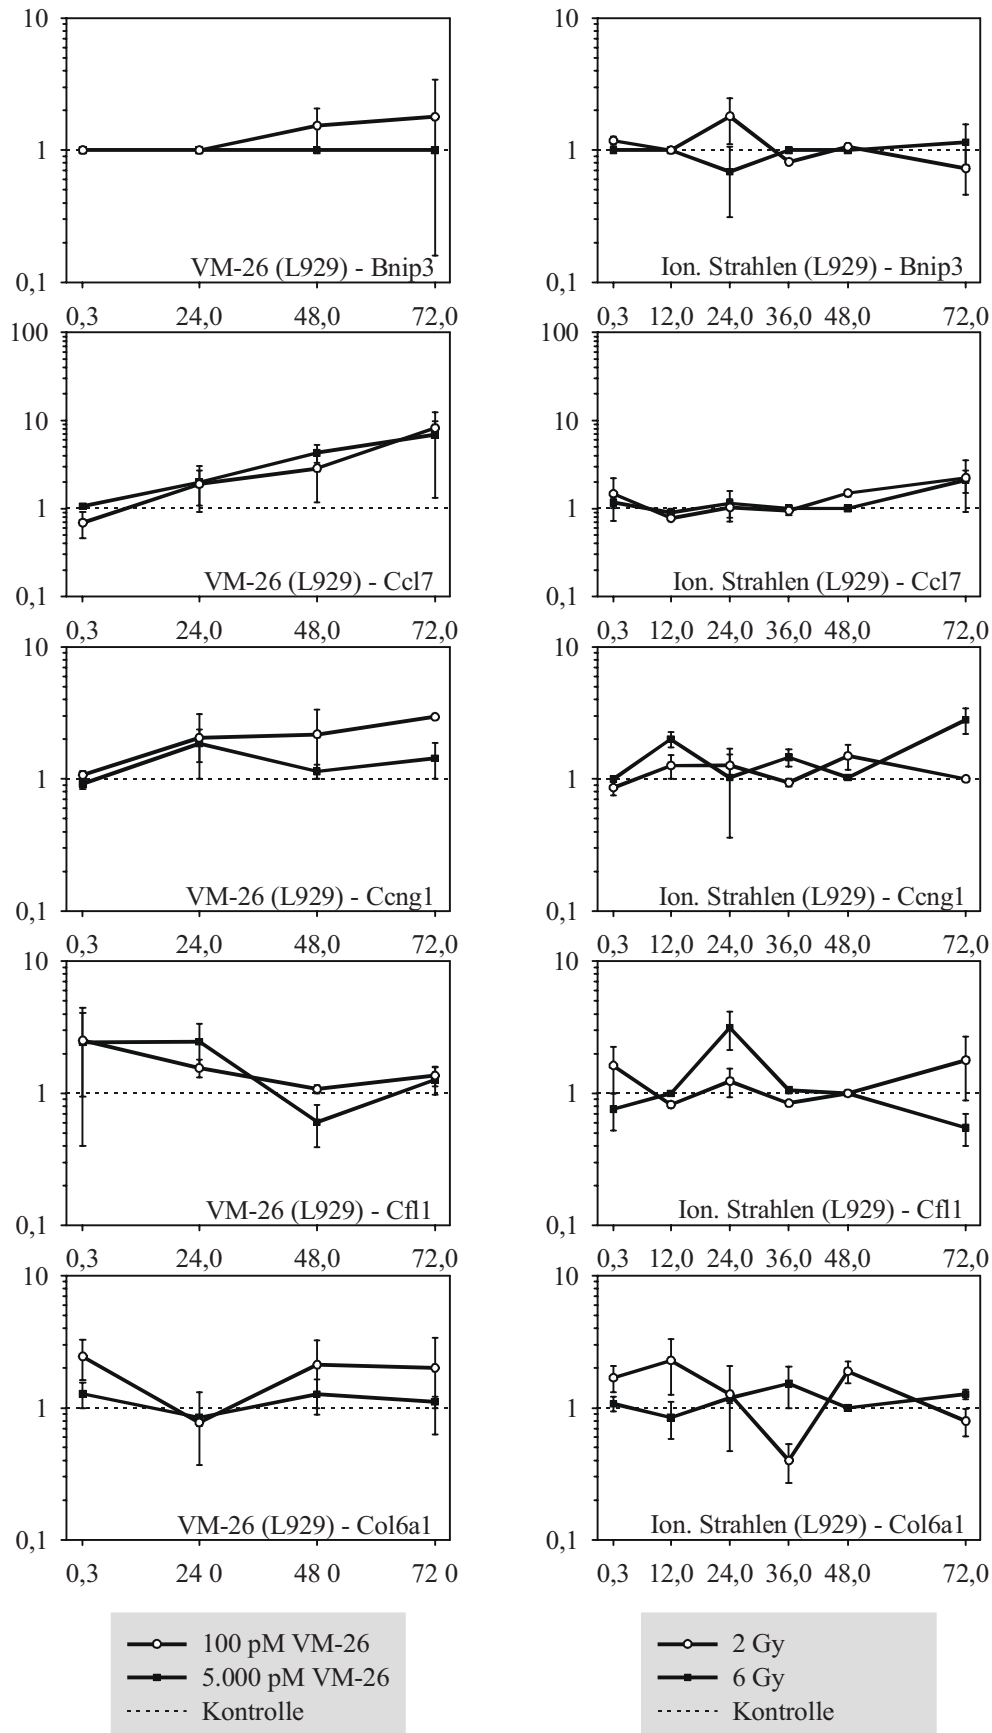 10
1
0,1
VM-26 (L929) - Bnip3
0,3 24,0 48,0 72,0
10
1
0,1
Ion. Strahlen (L929) - Bnip3
0,3 12,0 24,0 36,0 48,0 72,0
100
10
1
0,1
VM-26 (L929) - Ccl7
0,3 24,0 48,0 72,0
100
10
1
0,1
Ion. Strahlen (L929) - Ccl7
0,3 12,0 24,0 36,0 48,0 72,0
10
1
0,1
VM-26 (L929) - Ccng1
0,3 24,0 48,0 72,0
10
1
0,1
Ion. Strahlen (L929) - Ccng1
0,3 12,0 24,0 36,0 48,0 72,0
10
1
0,1
VM-26 (L929) - Cfl1
0,3 24,0 48,0 72,0
10
1
0,1
Ion. Strahlen (L929) - Cfl1
0,3 12,0 24,0 36,0 48,0 72,0
10
1
0,1
VM-26 (L929) - Col6a1
0,3 24 0 48 0 72 0
10
1
0,1
Ion. Strahlen (L929) - Col6a1
0,3 12,0 24,0 36,0 48,0 72,0
100 pM VM-26
5.000 pM VM-26
Kontrolle
2 Gy
6 Gy
Kontrolle